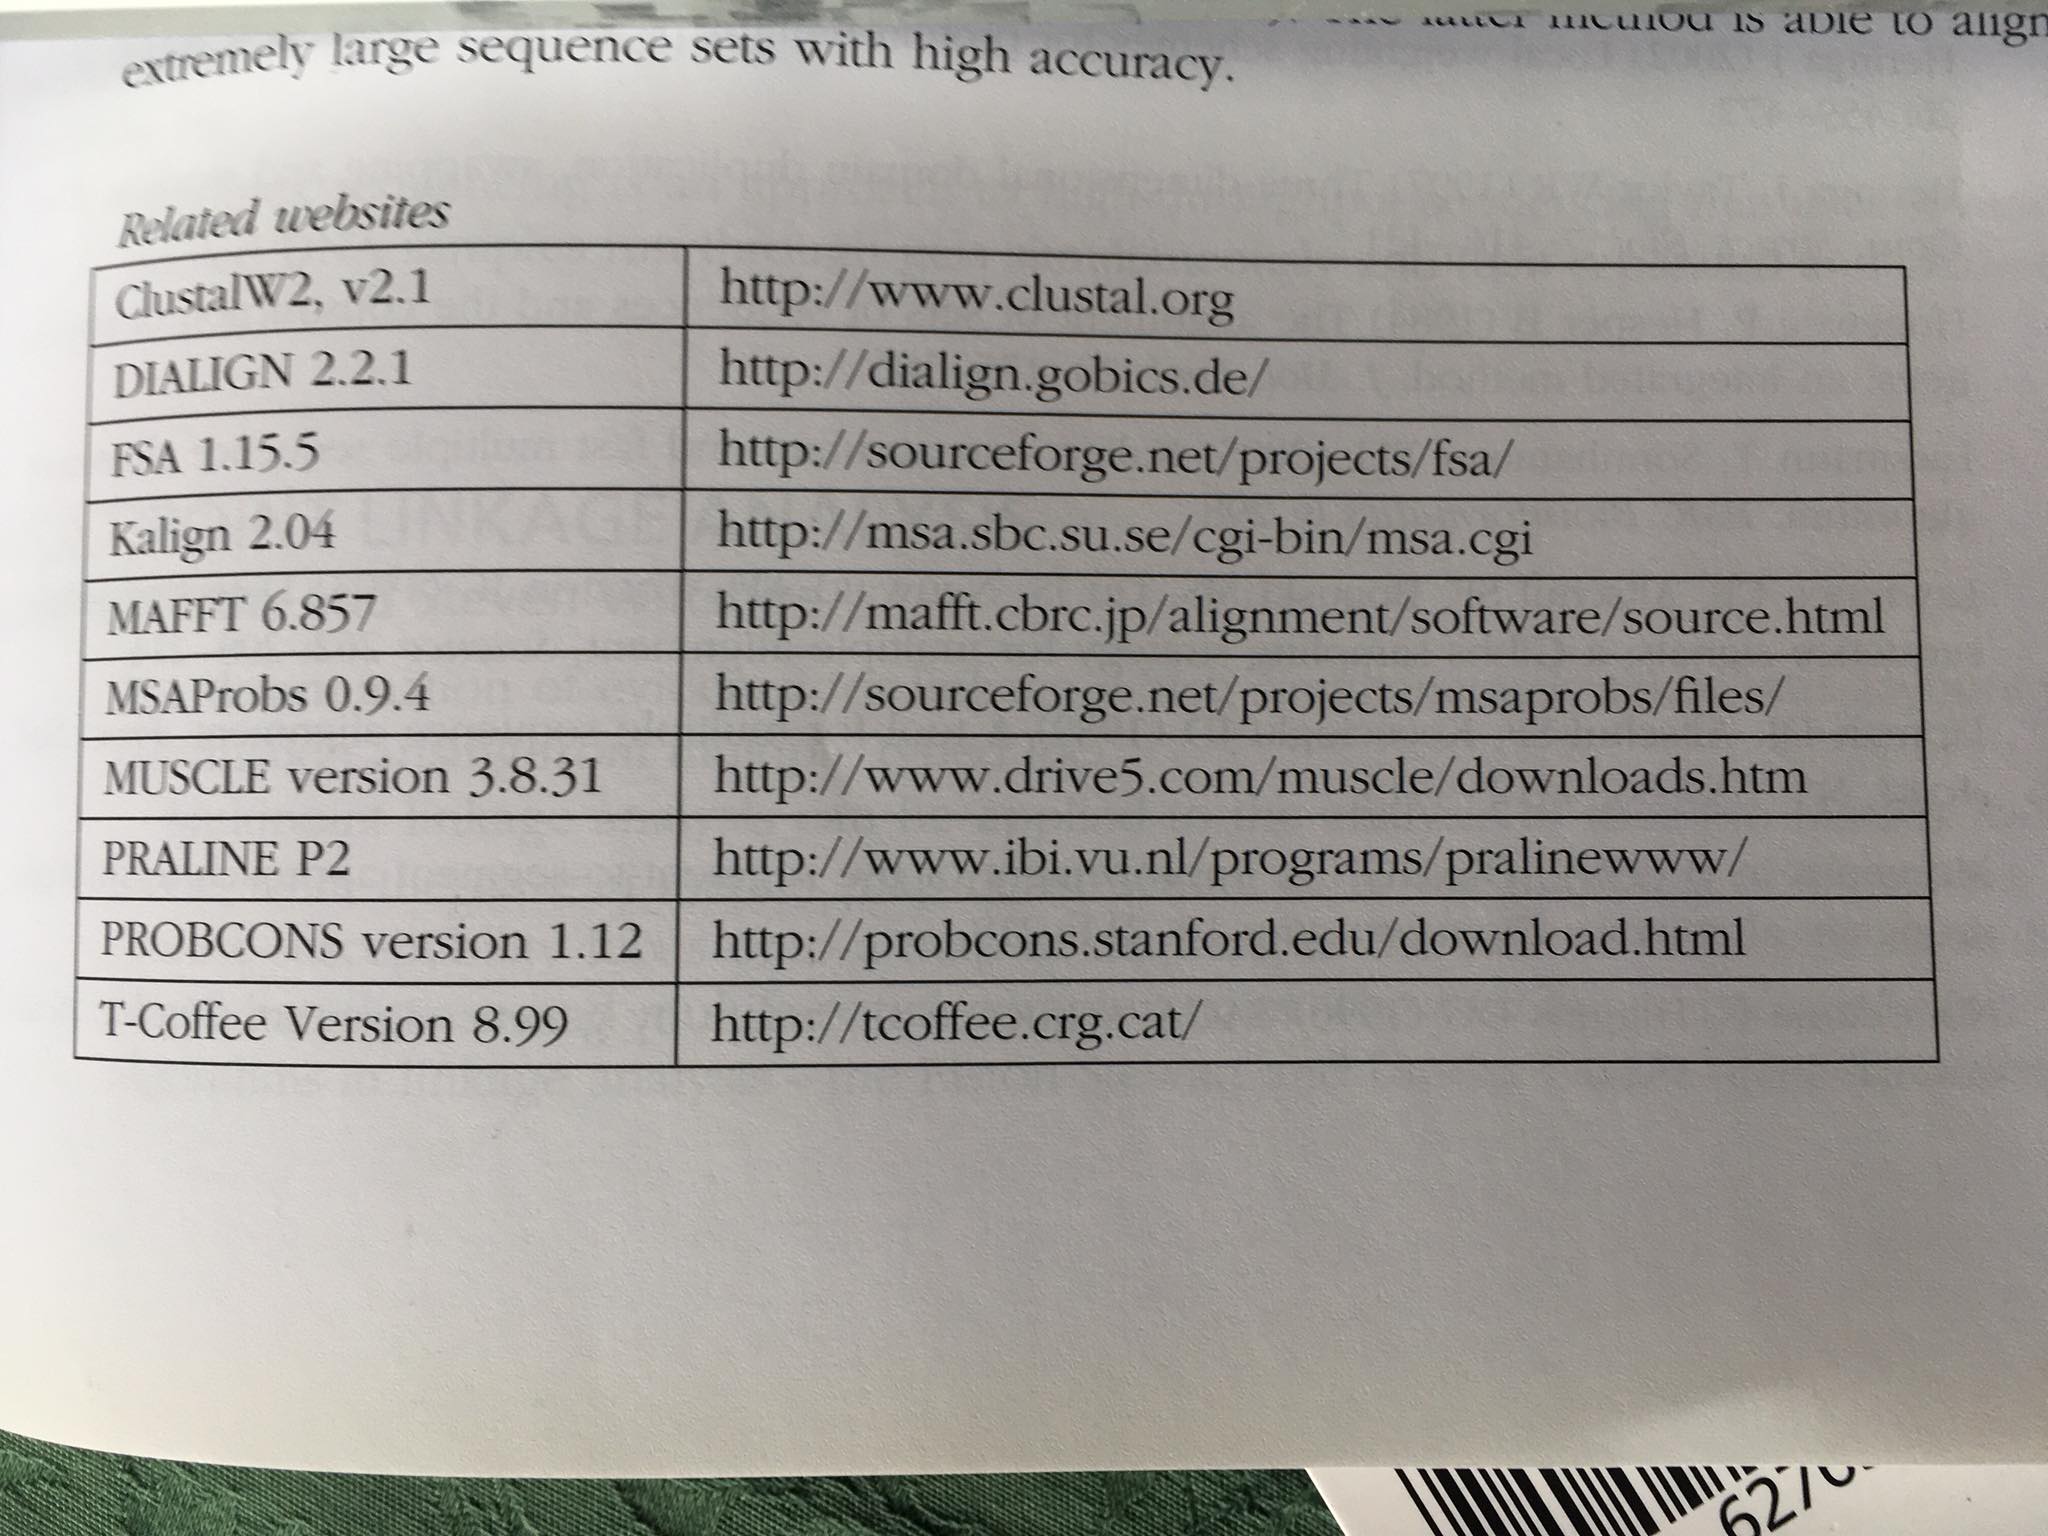 The latter method is able to align
extremely large sequence sets with high accuracy.
Related websites
ClustalW2, v2.1 http://www.clustal.org
DIALIGN 2.2.1 http://dialign.gobics.de/
FSA 1.15.5 http://sourceforge.net/projects/fsa/
Kalign 2.04 http://msa.sbc.su.se/cgi-bin/msa.cgi
MAFFT 6.857 http://mafft.cbrc.jp/alignment/software/source.html
MSAProbs 0.9.4 http://sourceforge.net/projects/msaprobs/files/
MUSCLE version 3.8.31 http://www.drive5.com/muscle/downloads.htm
PRALINE P2 http://www.ibi.vu.nl/programs/pralinewww/
PROBCONS version 1.12 http://probcons.stanford.edu/download.html
T-Coffee Version 8.99 http://tcoffee.crg.cat/